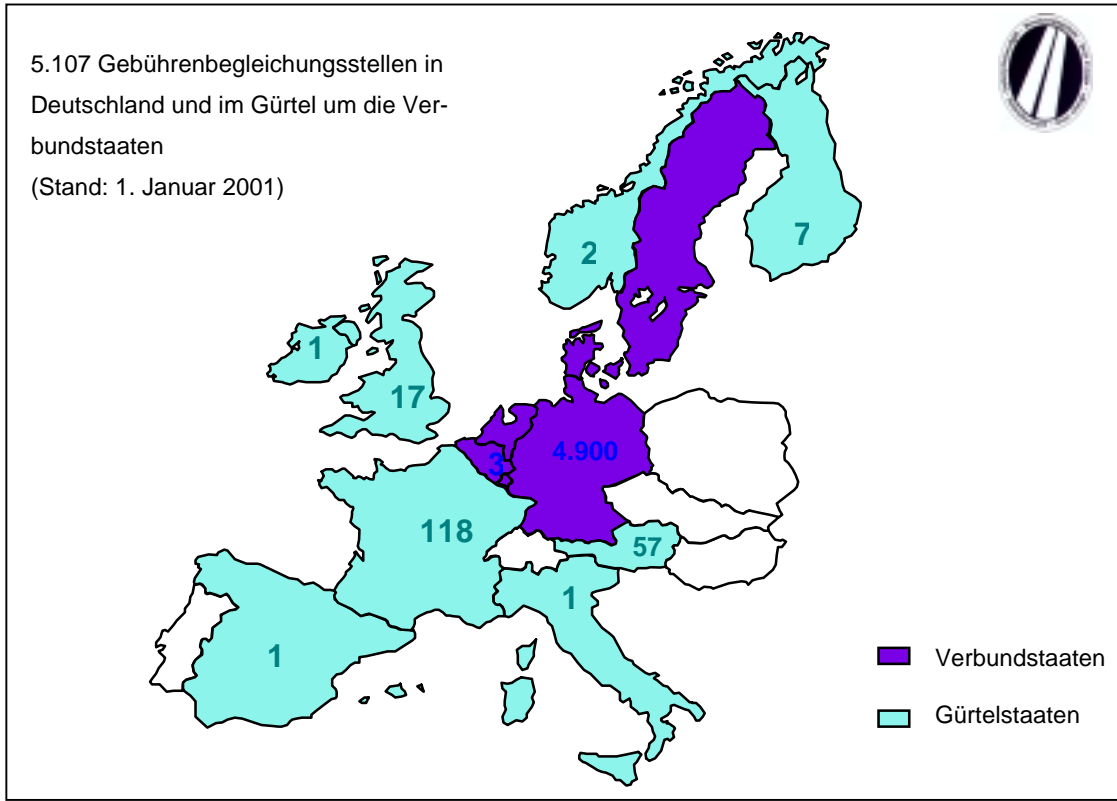 5.107 Gebührenbegleichungsstellen in
Deutschland und im Gürtel um die Ver-
bundstaaten
(Stand: 1. Januar 2001)
2
7
1
17
3
4.900
118
57
1
1
Verbundstaaten
Gürtelstaaten